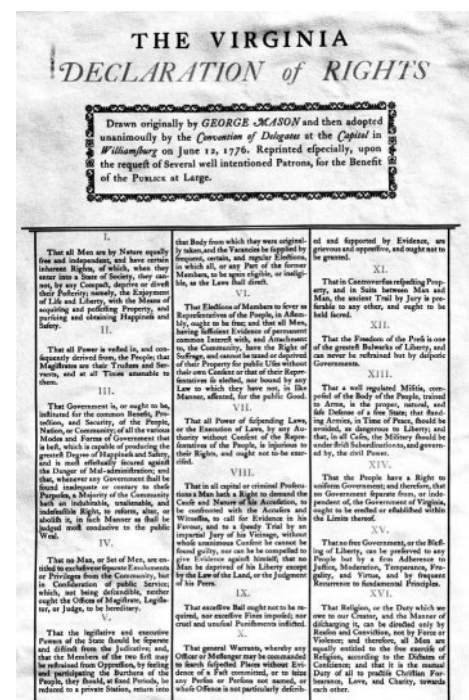 THE VIRGINIA
DECLARATION of RIGHTS
Drawn originally by GEORGE MASON and then adopted
unanimouſly by the Convention of Delegates at the Capitol in
Williamſburg on June 12, 1776. Reprinted eſpecially, upon
the requeſt of Several well intentioned Patrons, for the Benefit
of the PUBLICK at Large.
I.
That all Men are by Nature equally
free and independent, and have certain
inherent Rights, of which, when they
enter into a State of Society, they can-
not, by any Compact, deprive or diveſt
their Poſterity; namely, the Enjoyment
of Life and Liberty, with the Means of
acquiring and poſſeſſing Property, and
purſuing and obtaining Happineſs and
Safety.
II.
That all Power is veſted in, and con-
ſequently derived from, the People; that
Magiſtrates are their Truſtees and Ser-
vants, and at all Times amenable to
them.
III.
That Government is, or ought to be,
inſtituted for the common Benefit, Pro-
tection, and Security, of the People,
Nation, or Community; of all the various
Modes and Forms of Government that
is beſt, which is capable of producing the
greateſt Degree of Happineſs and Safety,
and is moſt effectually ſecured againſt
the Danger of Mal-adminiſtration; and
that, whenever any Government ſhall be
found inadequate or contrary to theſe
Purpoſes, a Majority of the Community
hath an indubitable, unalienable, and
indefeaſible Right, to reform, alter, or
aboliſh it, in ſuch Manner as ſhall be
judged moſt conducive to the public
Weal.
IV.
That no Man, or Set of Men, are en-
titled to excluſive or ſeparate Emoluments
or Privileges from the Community, but
in Conſideration of public Services;
which, not being deſcendible, neither
ought the Offices of Magiſtrate, Legiſla-
tor, or Judge, to be hereditary.
V.
That the legiſlative and executive
Powers of the State ſhould be ſeparate
and diſtinct from the Judicative; and,
that the Members of the two firſt may
be reſtrained from Oppreſſion, by feeling
and participating the Burthens of the
People, they ſhould, at fixed Periods, be
reduced to a private Station, return into
that Body from which they were original-
ly taken, and the Vacancies be ſupplied by
frequent, certain, and regular Elections,
in which all, or any Part of the former
Members, to be again eligible, or ineligi-
ble, as the Laws ſhall direct.
VI.
That Elections of Members to ſerve as
Repreſentatives of the People, in Aſſem-
bly, ought to be free; and that all Men,
having ſufficient Evidence of permanent
common Intereſt with, and Attachment
to, the Community, have the Right of
Suffrage, and cannot be taxed or deprived
of their Property for public Uſes without
their own Conſent or that of their Repre-
ſentatives ſo elected, nor bound by any
Law to which they have not, in like
Manner, aſſented, for the public Good.
VII.
That all Power of ſuſpending Laws,
or the Execution of Laws, by any Au-
thority without Conſent of the Repre-
ſentatives of the People, is injurious to
their Rights, and ought not to be exer-
ciſed.
VIII.
That in all capital or criminal Proſecu-
tions a Man hath a Right to demand the
Cauſe and Nature of his Accuſation, to
be confronted with the Accuſers and
Witneſſes, to call for Evidence in his
Favour, and to a ſpeedy Trial by an
impartial Jury of his Vicinage, without
whoſe unanimous Conſent he cannot be
found guilty, nor can he be compelled to
give Evidence againſt himſelf; that no
Man be deprived of his Liberty except
by the Law of the Land, or the Judgment
of his Peers.
IX.
That exceſſive Bail ought not to be re-
quired, nor exceſſive Fines impoſed; nor
cruel and unuſual Puniſhments inflicted.
X.
That general Warrants, whereby any
Officer or Meſſenger may be commanded
to ſearch ſuſpected Places without Evi-
dence of a Fact committed, or to ſeize
any Perſon or Perſons not named, or
whoſe Offence is not particularly deſcrib-
ed and ſupported by Evidence, are
grievous and oppreſſive, and ought not to
be granted.
XI.
That in Controverſies reſpecting Prop-
erty, and in Suits between Man and
Man, the ancient Trial by Jury is pre-
ferable to any other, and ought to be
held ſacred.
XII.
That the Freedom of the Preſs is one
of the greateſt Bulwarks of Liberty, and
can never be reſtrained but by deſpotic
Governments.
XIII.
That a well regulated Militia, com-
poſed of the Body of the People, trained
to Arms, is the proper, natural, and
ſafe Defence of a free State; that ſtand-
ing Armies, in Time of Peace, ſhould be
avoided, as dangerous to Liberty; and
that, in all Caſes, the Military ſhould be
under ſtrict Subordination to, and govern-
ed by, the civil Power.
XIV.
That the People have a Right to
uniform Government; and therefore, that
no Government ſeparate from, or inde-
pendent of, the Government of Virginia,
ought to be erected or eſtabliſhed within
the Limits thereof.
XV.
That no free Government, or the Bleſſ-
ing of Liberty, can be preſerved to any
People but by a firm Adherence to
Juſtice, Moderation, Temperance, Fru-
gality, and Virtue, and by frequent
Recurrence to fundamental Principles.
XVI.
That Religion, or the Duty which we
owe to our Creator, and the Manner of
diſcharging it, can be directed only by
Reaſon and Conviction, not by Force or
Violence; and therefore, all Men are
equally entitled to the free exerciſe of
Religion, according to the Dictates of
Conſcience; and that it is the mutual
Duty of all to practiſe Chriſtian For-
bearance, Love, and Charity, towards
each other.